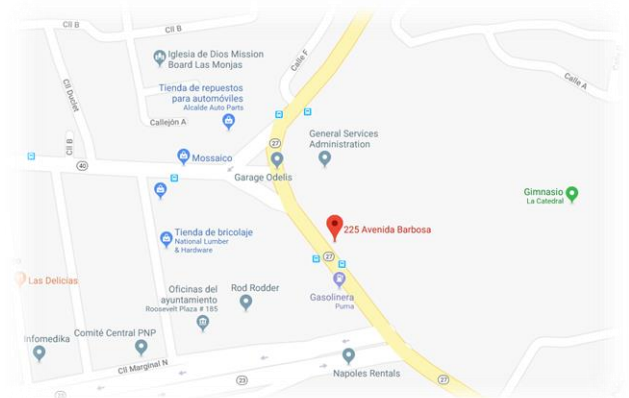 Cll B
Cll B
Iglesia de Dios Mission
Board Las Monjas
Calle F
Calle A
Cll Duclet
Tienda de repuestos
para automóviles
Alcalde Auto Parts
Callejón A
Cll B
General Services
Administration
27
Mossaico
40
Garage Odelis
Gimnasio
La Catedral
225 Avenida Barbosa
Tienda de bricolaje
National Lumber
& Hardware
27
Las Delicias
Oficinas del
ayuntamiento
Roosevelt Plaza # 185
Rod Rodder
Gasolinera
Puma
Infomedika
Comité Central PNP
Cll Marginal N
Napoles Rentals
23
27